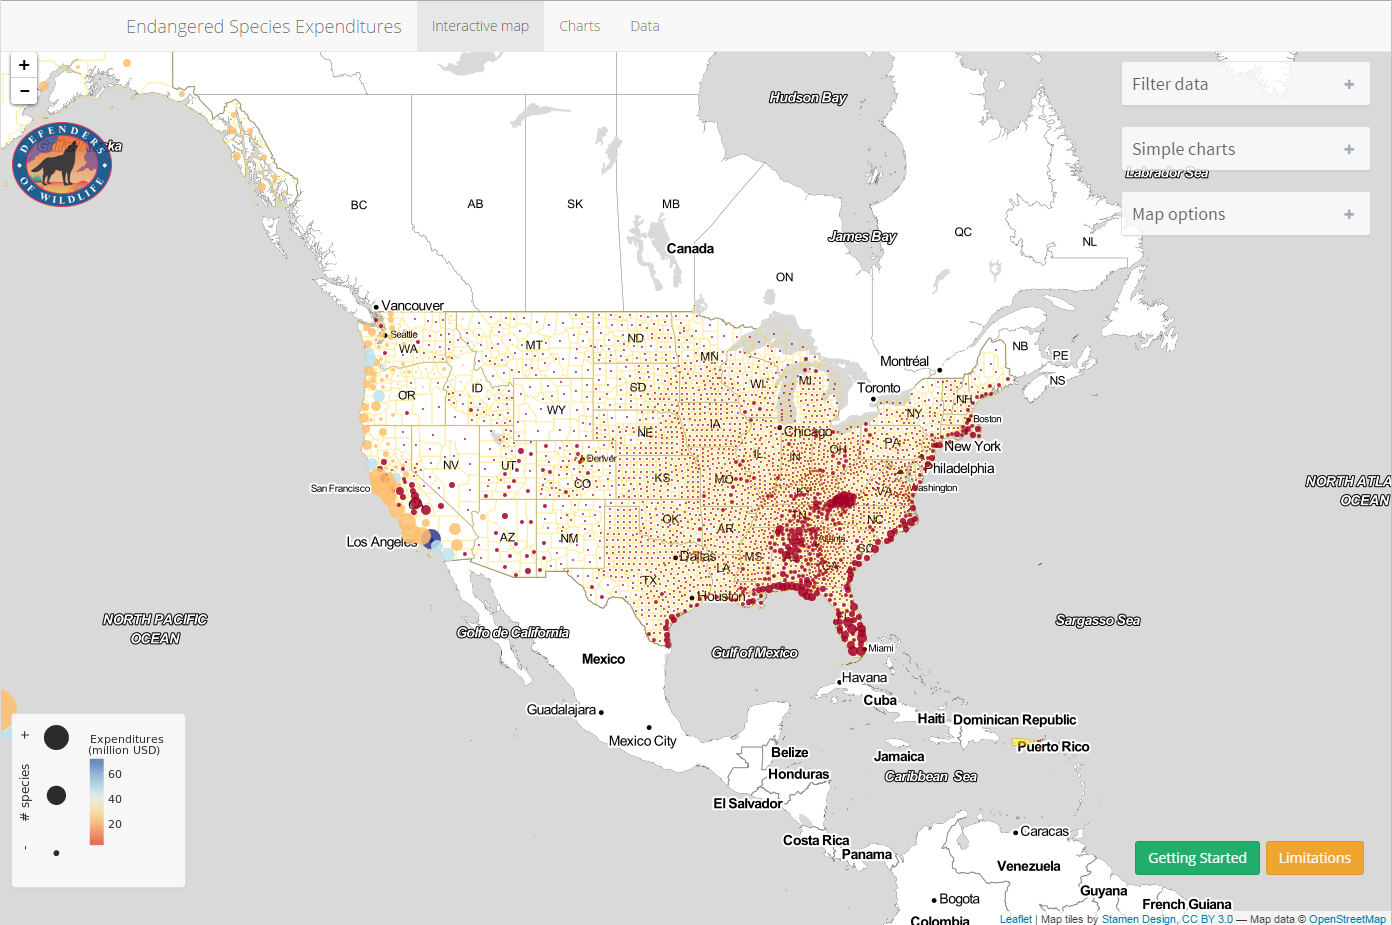 Endangered Species Expenditures
Interactive map
Charts
Data
+
−
Filter data +
Simple charts +
Map options +
DEFENDERS OF WILDLIFE
Hudson Bay
Labrador Sea
BC
AB
SK
MB
Canada
James Bay
QC
NL
ON
Vancouver
Seattle
WA
MT
ND
MN
Montréal
NB
PE
NS
OR
ID
WY
SD
WI
MI
Toronto
NH
NY
Boston
IA
NE
Chicago
New York
NV
UT
Denver
CO
KS
MO
IL
IN
OH
PA
Philadelphia
Washington
San Francisco
KY
VA
NORTH ATLA
OCEAN
Los Angeles
AZ
NM
OK
AR
TN
NC
Atlanta
SC
Dallas
MS
AL
GA
LA
TX
Houston
NORTH PACIFIC
OCEAN
Golfo de California
Sargasso Sea
Mexico
Gulf of Mexico
Miami
Havana
Cuba
Guadalajara
Mexico City
Haiti
Dominican Republic
Puerto Rico
Belize
Jamaica
Honduras
Caribbean Sea
El Salvador
Costa Rica
Panama
Caracas
Venezuela
Guyana
French Guiana
Bogota
Colombia
- # species +
Expenditures
(million USD)
60
40
20
Getting Started
Limitations
Leaflet | Map tiles by Stamen Design, CC BY 3.0 — Map data © OpenStreetMap